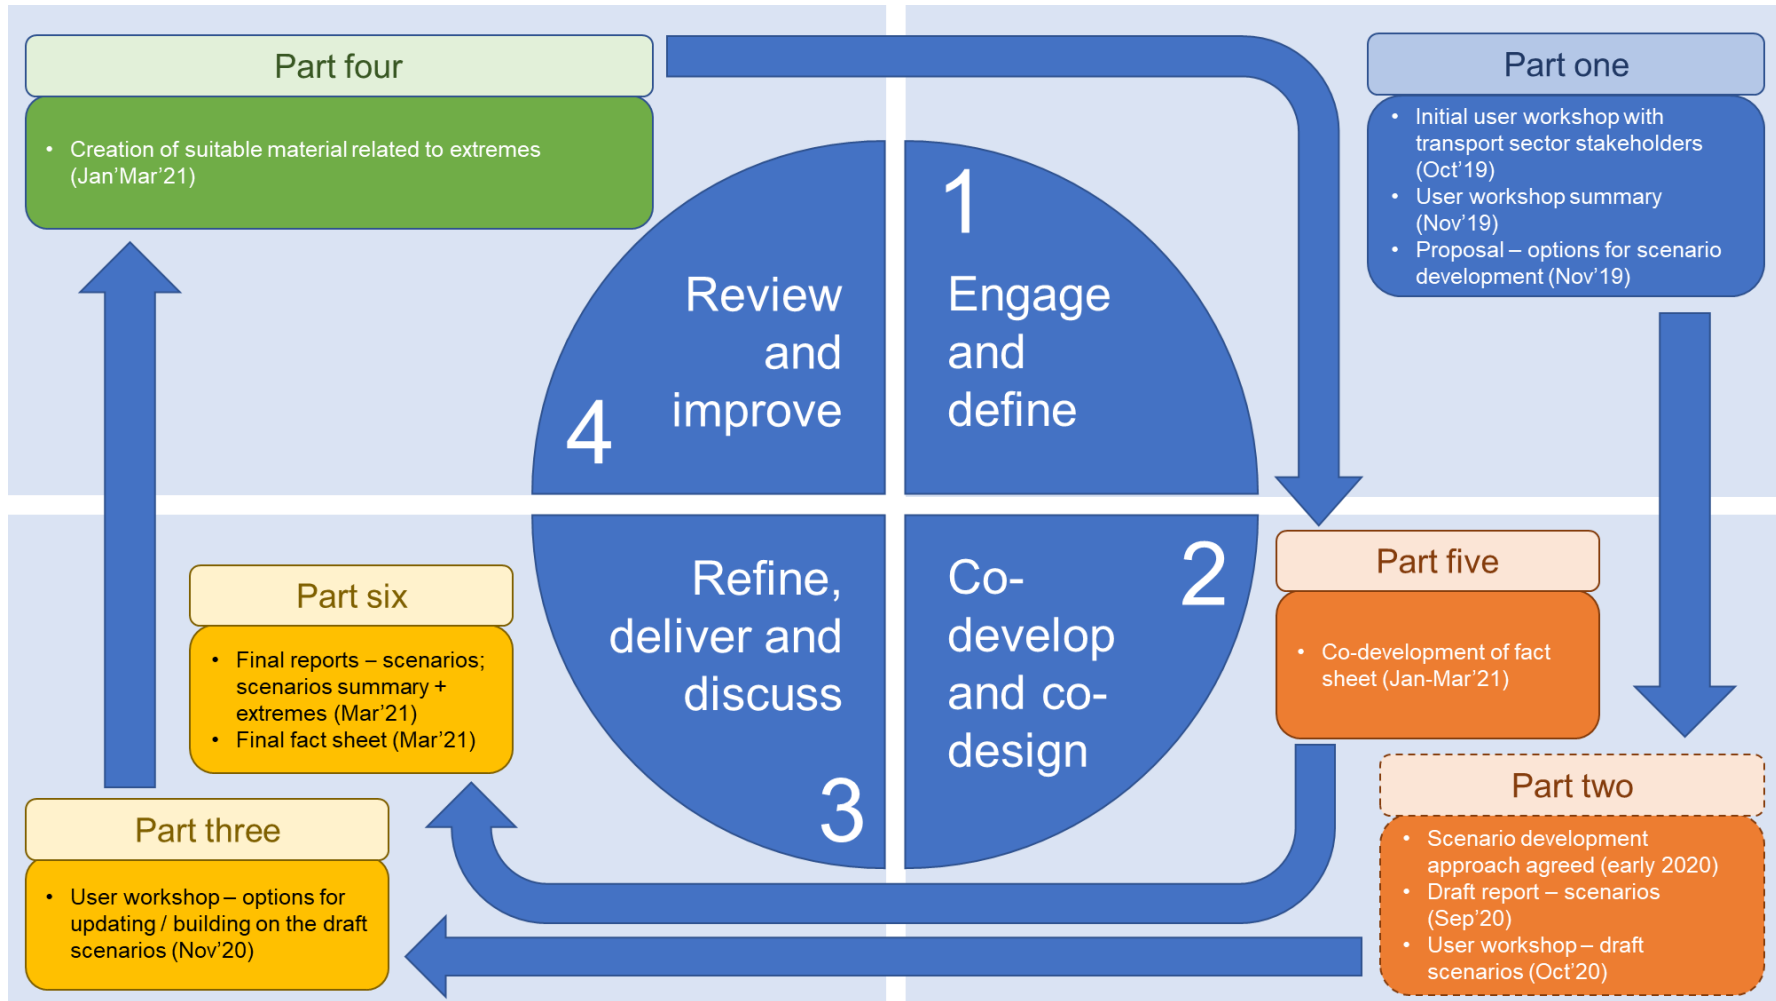 Part four
• Creation of suitable material related to extremes
(Jan’Mar’21)
Part one
• Initial user workshop with
transport sector stakeholders
(Oct’19)
• User workshop summary
(Nov’19)
• Proposal – options for scenario
development (Nov’19)
1
Engage
and
define
4
Review
and
improve
2
Co-
develop
and co-
design
3
Refine,
deliver and
discuss
Part five
• Co-development of fact
sheet (Jan-Mar’21)
Part two
• Scenario development
approach agreed (early 2020)
• Draft report – scenarios
(Sep’20)
• User workshop – draft
scenarios (Oct’20)
Part six
• Final reports – scenarios;
scenarios summary +
extremes (Mar’21)
• Final fact sheet (Mar’21)
Part three
• User workshop – options for
updating / building on the draft
scenarios (Nov’20)